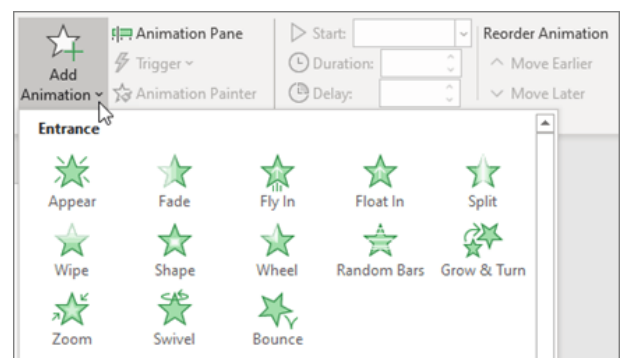 Add
Animation
Animation Pane
Trigger
Animation Painter
Start:
Duration:
Delay:
Reorder Animation
Move Earlier
Move Later
Entrance
Appear Fade Fly In Float In Split
Wipe Shape Wheel Random Bars Grow & Turn
Zoom Swivel Bounce